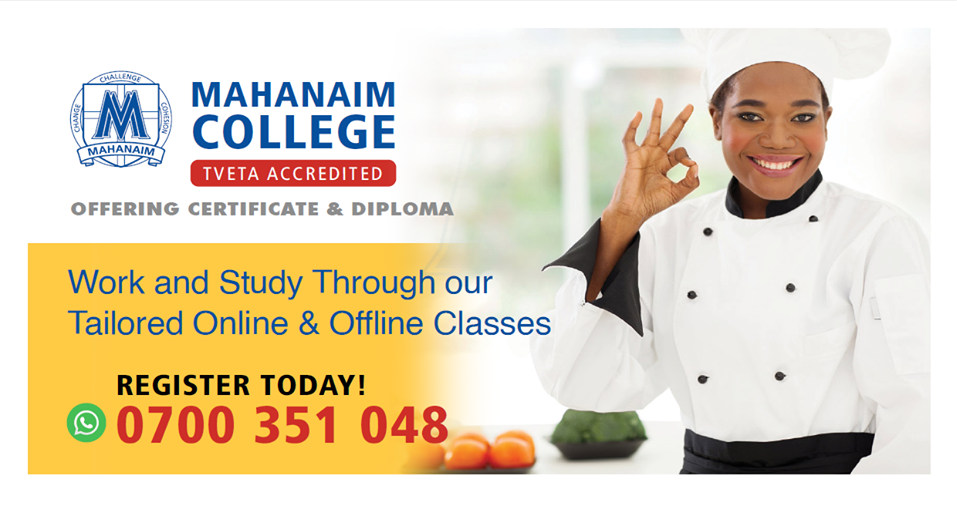 CHALLENGE
CHANGE
COHESION
M
MAHANAIM
MAHANAIM
COLLEGE
TVETA ACCREDITED
OFFERING CERTIFICATE & DIPLOMA
Work and Study Through our
Tailored Online & Offline Classes
REGISTER TODAY!
0700 351 048